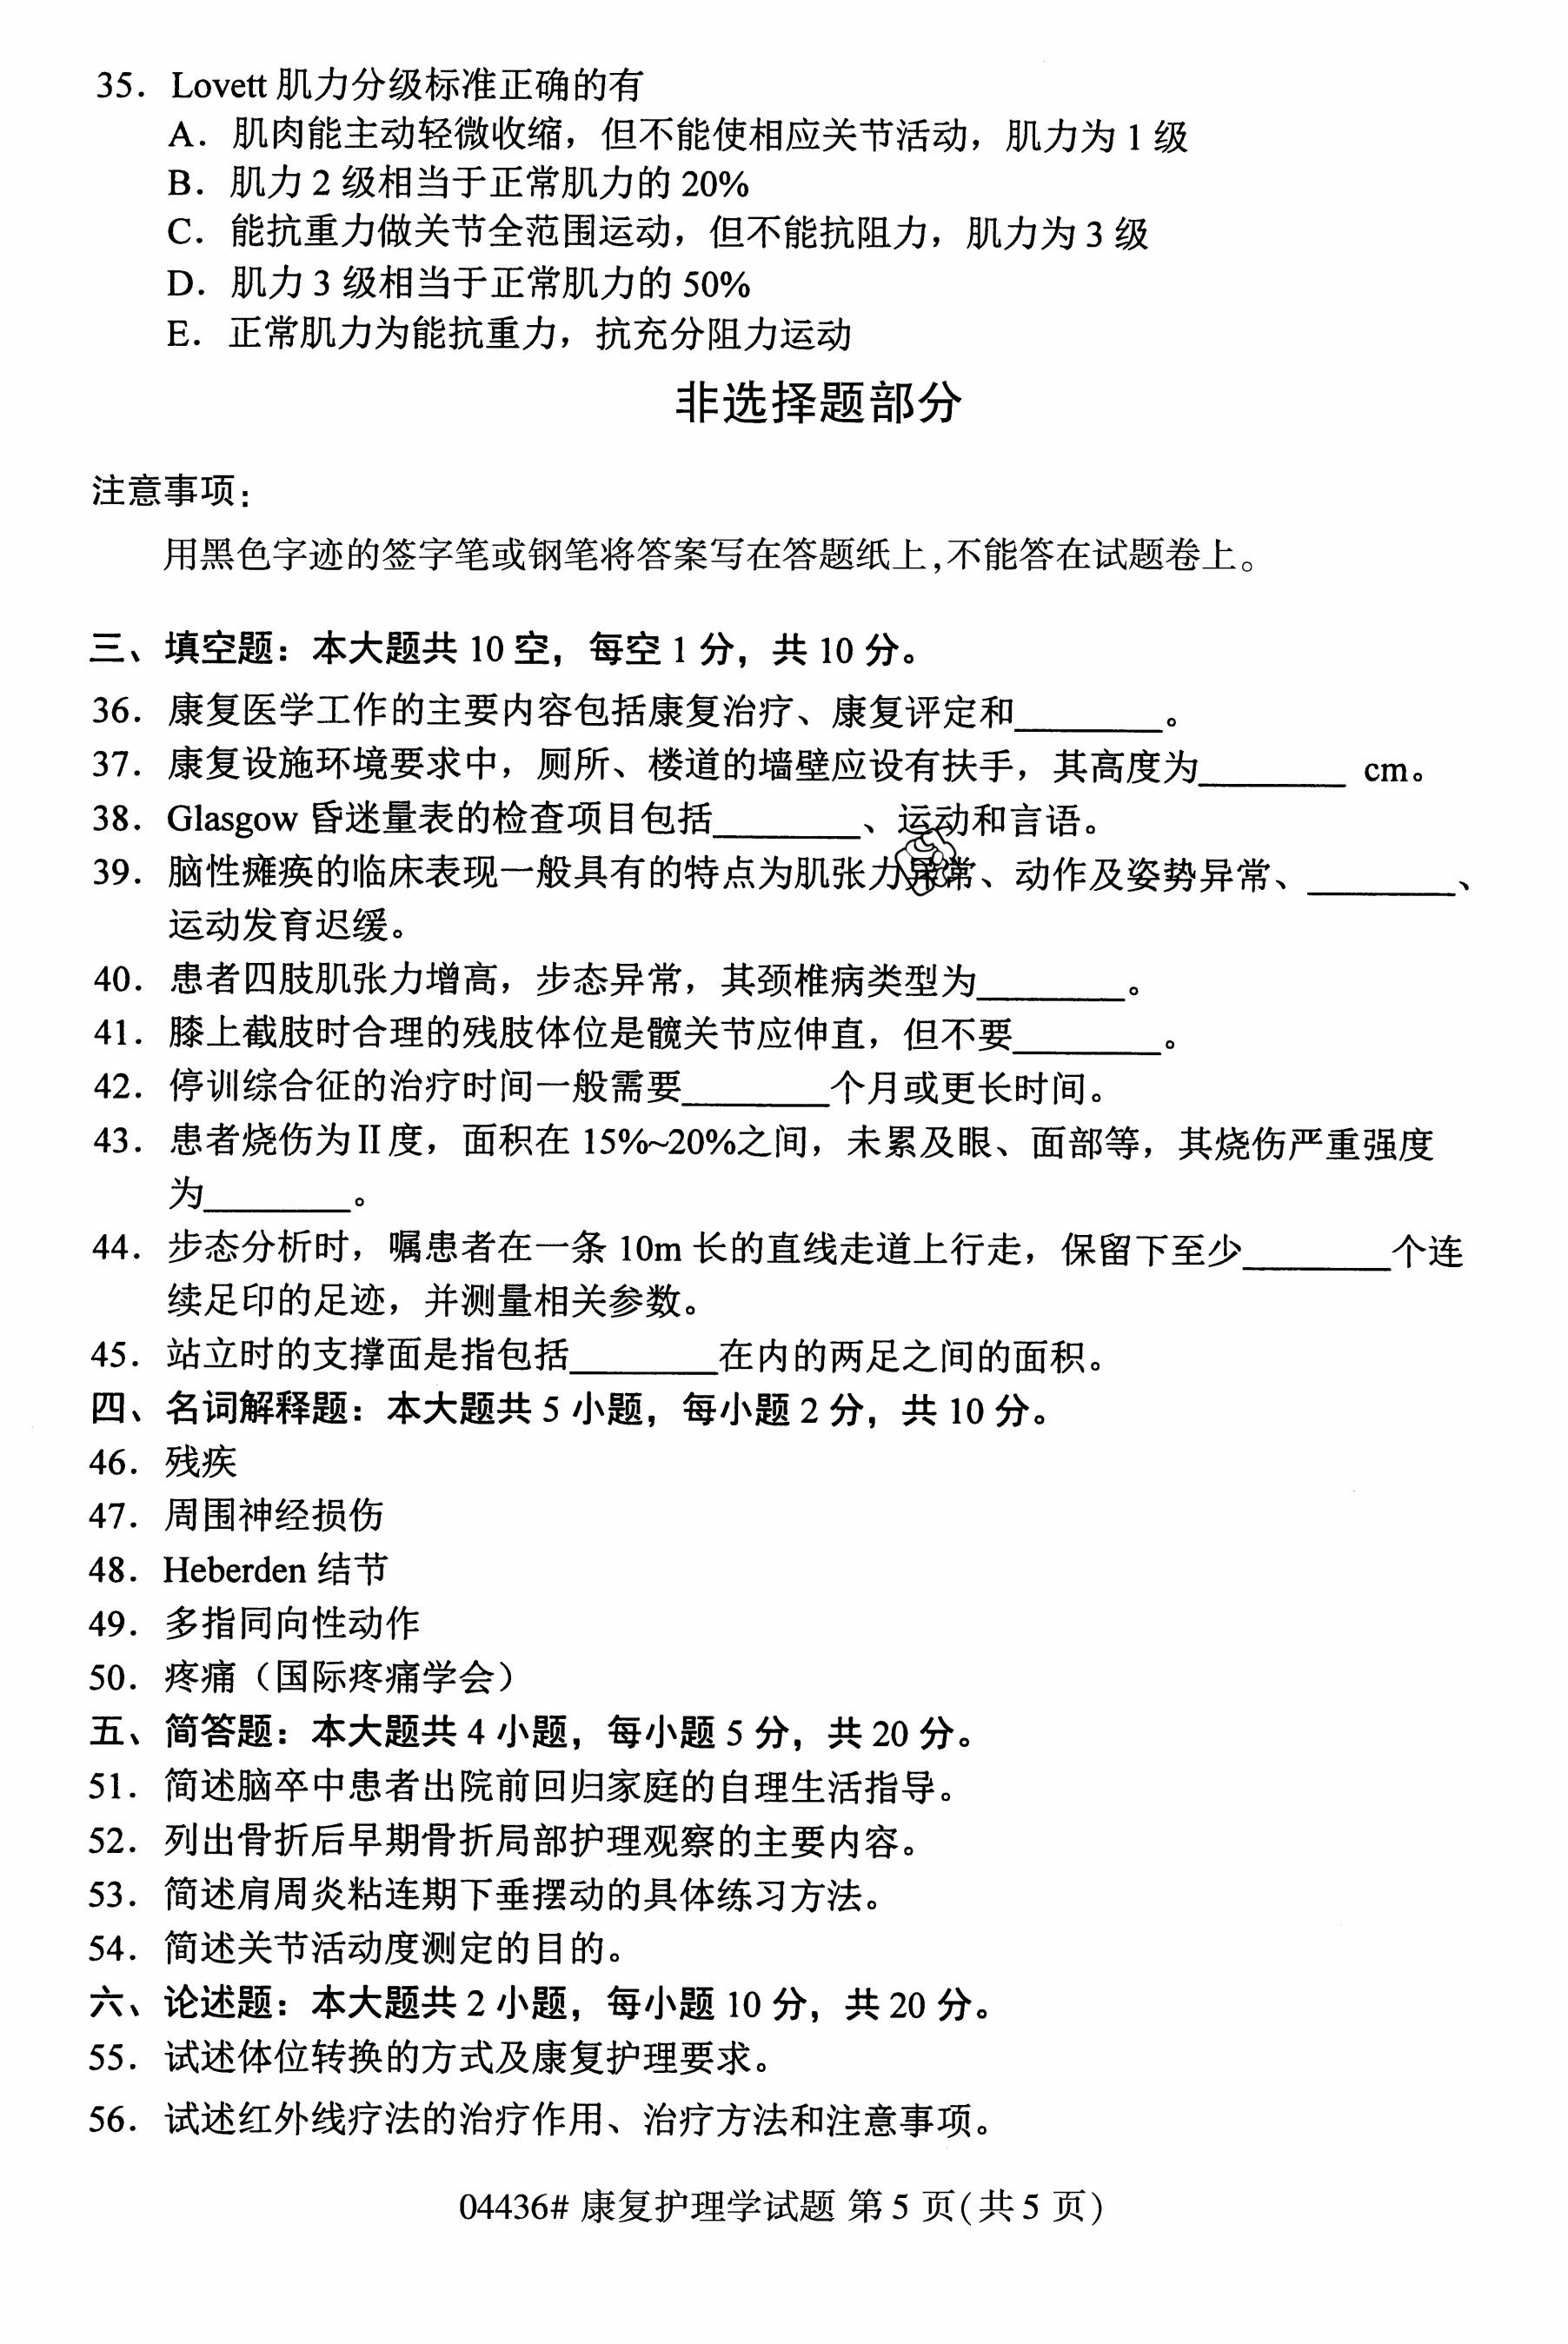 35. Lovett 肌力分级标准正确的有
A. 肌肉能主动轻微收缩，但不能使相应关节活动，肌力为 1 级
B. 肌力 2 级相当于正常肌力的 20%
C. 能抗重力做关节全范围运动，但不能抗阻力，肌力为 3 级
D. 肌力 3 级相当于正常肌力的 50%
E. 正常肌力为能抗重力，抗充分阻力运动
非选择题部分
注意事项：
用黑色字迹的签字笔或钢笔将答案写在答题纸上,不能答在试题卷上。
三、填空题：本大题共 10 空，每空 1 分，共 10 分。
36. 康复医学工作的主要内容包括康复治疗、康复评定和________。
37. 康复设施环境要求中，厕所、楼道的墙壁应设有扶手，其高度为________ cm。
38. Glasgow 昏迷量表的检查项目包括________、运动和言语。
39. 脑性瘫痪的临床表现一般具有的特点为肌张力异常、动作及姿势异常、________、
运动发育迟缓。
40. 患者四肢肌张力增高，步态异常，其颈椎病类型为________。
41. 膝上截肢时合理的残肢体位是髋关节应伸直，但不要________。
42. 停训综合征的治疗时间一般需要________个月或更长时间。
43. 患者烧伤为Ⅱ度，面积在 15%~20%之间，未累及眼、面部等，其烧伤严重强度
为________。
44. 步态分析时，嘱患者在一条 10m 长的直线走道上行走，保留下至少________个连
续足印的足迹，并测量相关参数。
45. 站立时的支撑面是指包括________在内的两足之间的面积。
四、名词解释题：本大题共 5 小题，每小题 2 分，共 10 分。
46. 残疾
47. 周围神经损伤
48. Heberden 结节
49. 多指同向性动作
50. 疼痛（国际疼痛学会）
五、简答题：本大题共 4 小题，每小题 5 分，共 20 分。
51. 简述脑卒中患者出院前回归家庭的自理生活指导。
52. 列出骨折后早期骨折局部护理观察的主要内容。
53. 简述肩周炎粘连期下垂摆动的具体练习方法。
54. 简述关节活动度测定的目的。
六、论述题：本大题共 2 小题，每小题 10 分，共 20 分。
55. 试述体位转换的方式及康复护理要求。
56. 试述红外线疗法的治疗作用、治疗方法和注意事项。
04436# 康复护理学试题 第 5 页(共 5 页)